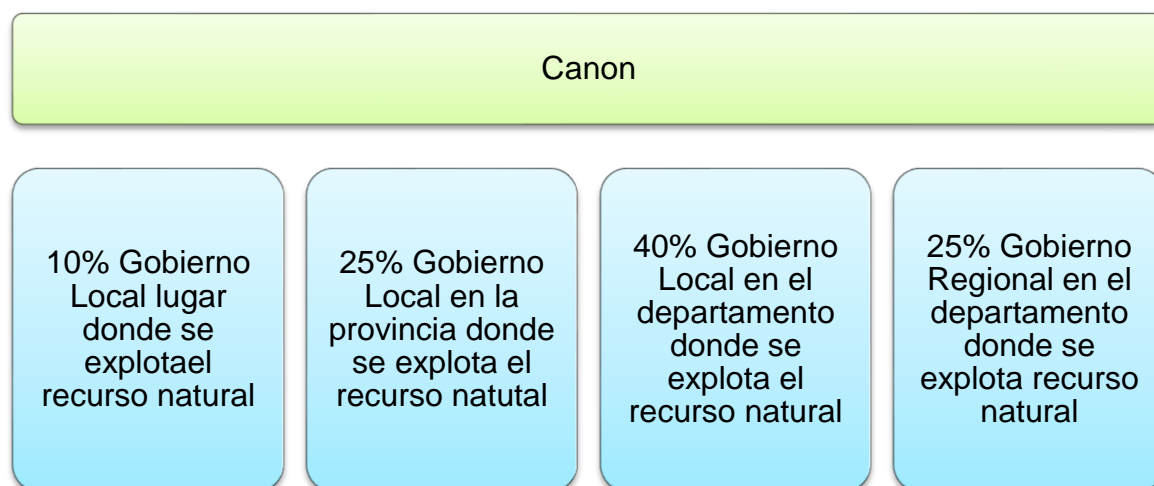 Canon
10% Gobierno
Local lugar
donde se
explotael
recurso natural
25% Gobierno
Local en la
provincia donde
se explota el
recurso natutal
40% Gobierno
Local en el
departamento
donde se
explota el
recurso natural
25% Gobierno
Regional en el
departamento
donde se
explota recurso
natural